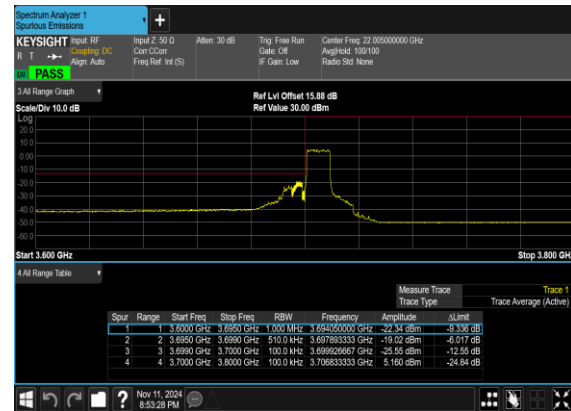 Spectrum Analyzer 1
Spurious Emissions
+
KEYSIGHT Input: RF Input Z: 50 Ω Atten: 30 dB Trig: Free Run Center Freq: 22.005000000 GHz
R T Coupling: DC Corr CCorr Gate: Off Avg|Hold: 100/100
Align: Auto Freq Ref: Int (S) IF Gain: Low Radio Std: None
PASS
3 All Range Graph
Ref Lvl Offset 15.88 dB
Scale/Div 10.0 dB Ref Value 30.00 dBm
Log
20.0
10.0
0.00
-10.0
-20.0
-30.0
-40.0
-50.0
-60.0
Start 3.600 GHz Stop 3.800 GH
4 All Range Table
Measure Trace Trace 1
Trace Type Trace Average (Active)
Spur Range Start Freq Stop Freq RBW Frequency Amplitude ΔLimit
1 1 3.6000 GHz 3.6950 GHz 1.000 MHz 3.694050000 GHz -22.34 dBm -9.336 dB
2 2 3.6950 GHz 3.6990 GHz 510.0 kHz 3.697893333 GHz -19.02 dBm -6.017 dB
3 3 3.6990 GHz 3.7000 GHz 100.0 kHz 3.699926667 GHz -25.55 dBm -12.55 dB
4 4 3.7000 GHz 3.8000 GHz 100.0 kHz 3.706833333 GHz 5.160 dBm -24.84 dB
?
Nov 11, 2024
8:53:28 PM